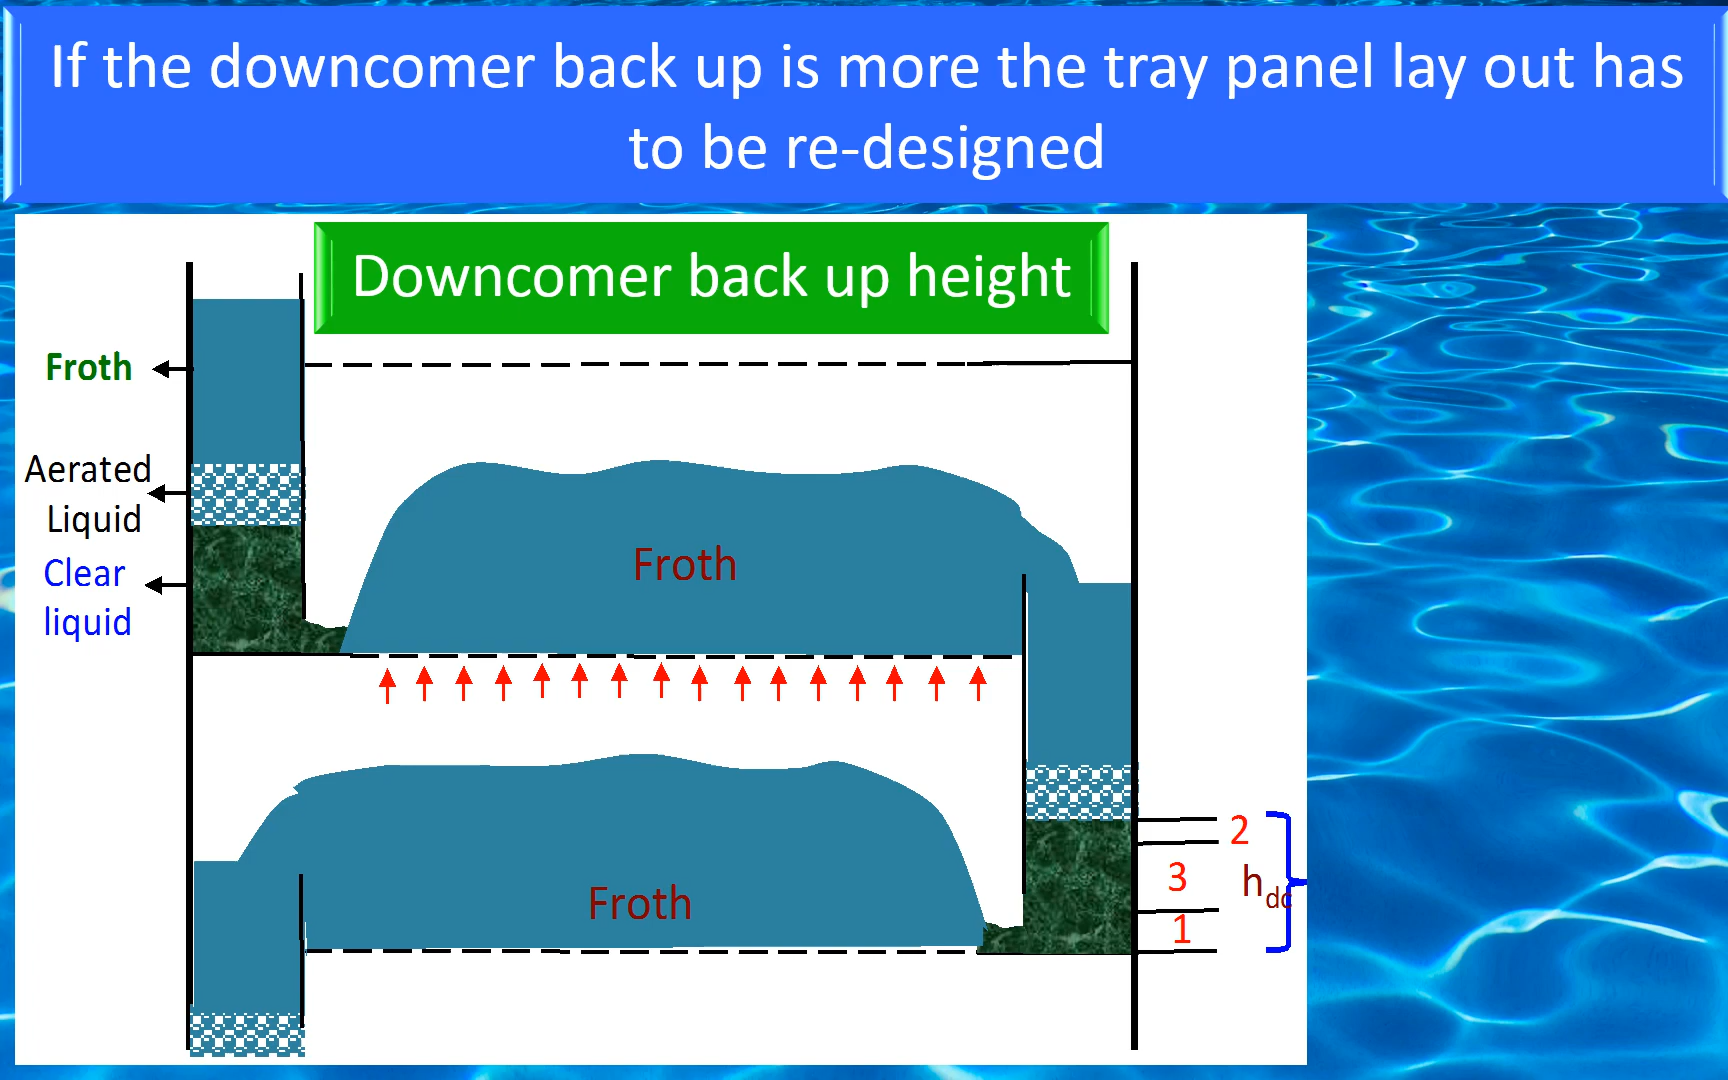 If the downcomer back up is more the tray panel lay out has
to be re-designed
Downcomer back up height
Froth
Aerated
Liquid
Clear
liquid
Froth
Froth
2
3
h
dc
1